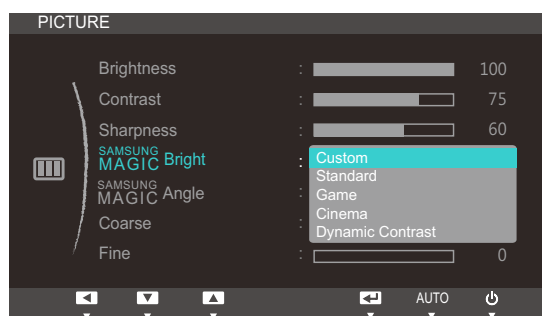 PICTURE
Brightness : 100
Contrast : 75
Sharpness : 60
SAMSUNG
MAGIC Bright : Custom
Standard
SAMSUNG
MAGIC Angle : Game
Cinema
Coarse : Dynamic Contrast
Fine : 0
AUTO